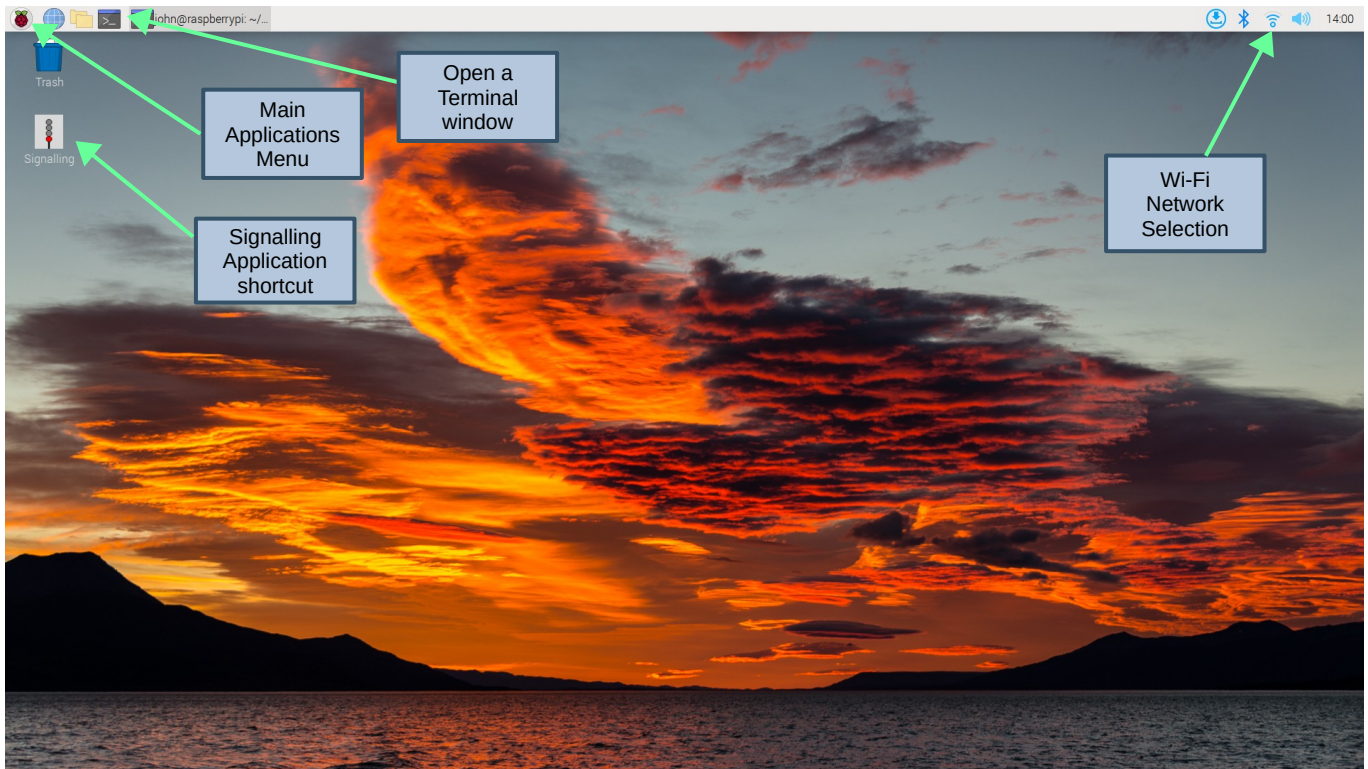 john@raspberrypi: ~/...
14:00
Trash
Signalling
Main
Applications
Menu
Open a
Terminal
window
Signalling
Application
shortcut
Wi-Fi
Network
Selection